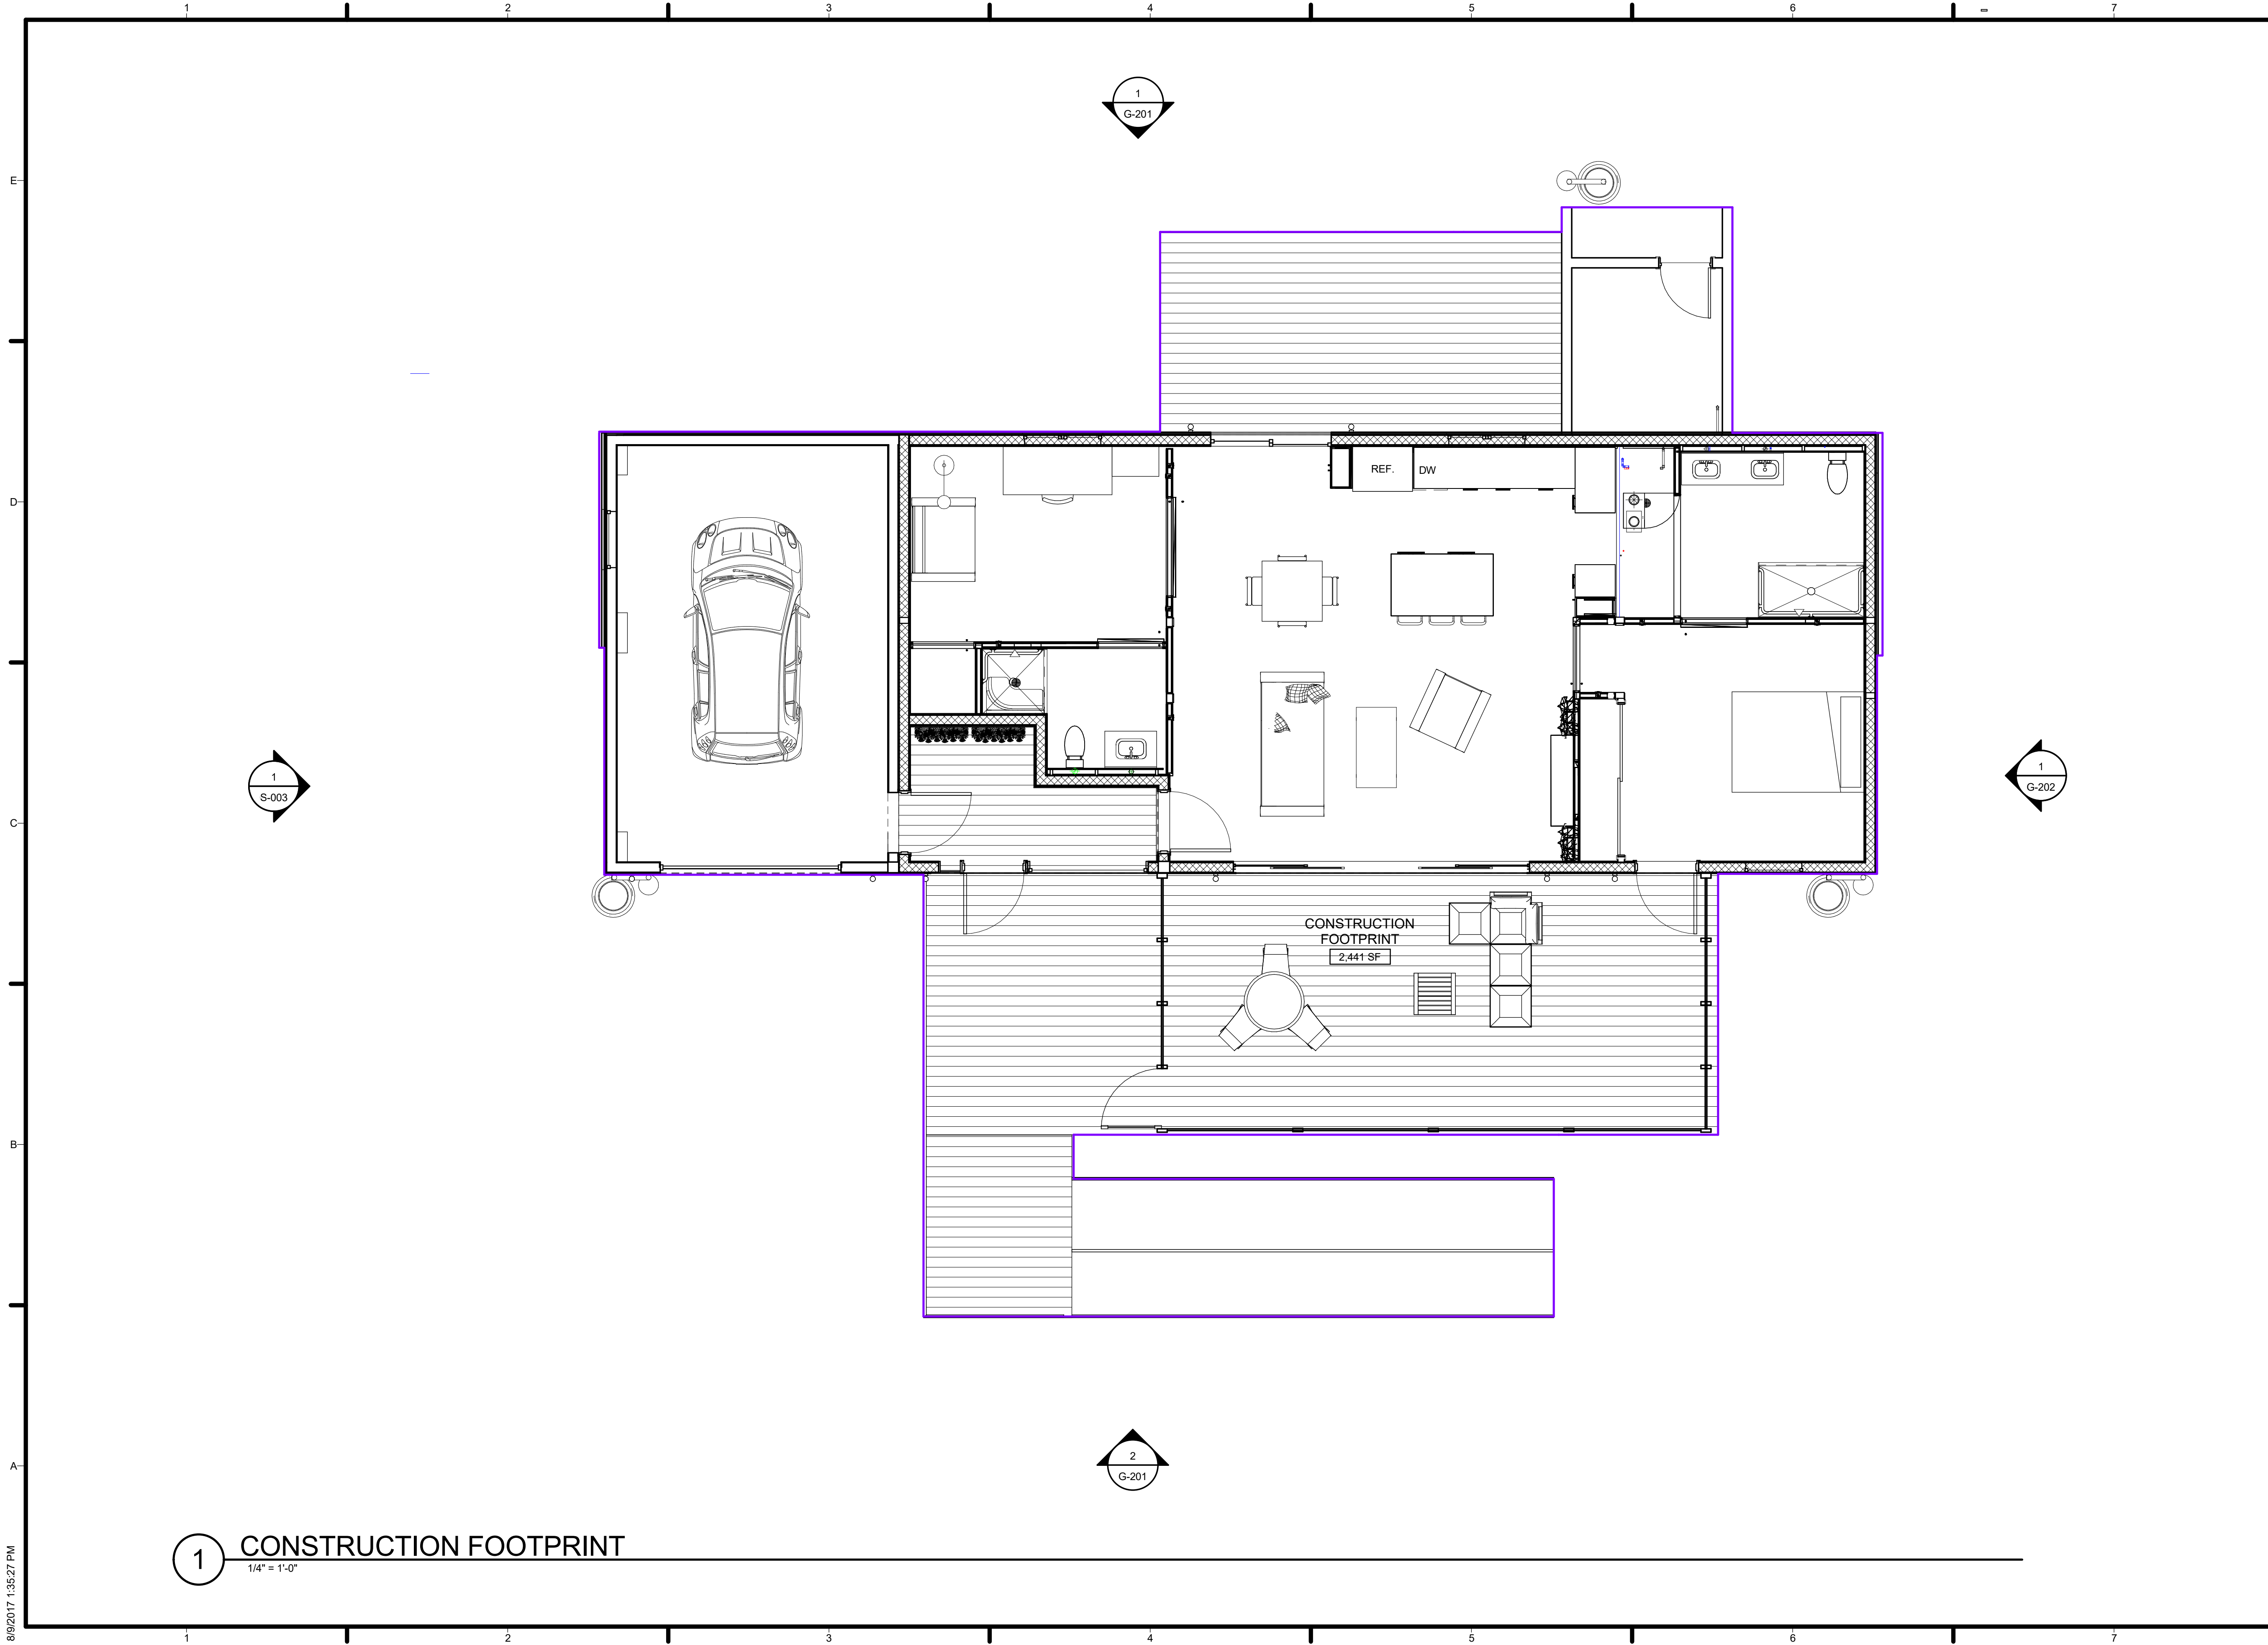 1 2 3 4 5 6 7
1
G-201
E
D
REF. DW
1
S-003
1
G-202
C
CONSTRUCTION
FOOTPRINT
2,441 SF
B
2
G-201
A
1 CONSTRUCTION FOOTPRINT
1/4" = 1'-0"
8/9/2017 1:35:27 PM
1 2 3 4 5 6 7